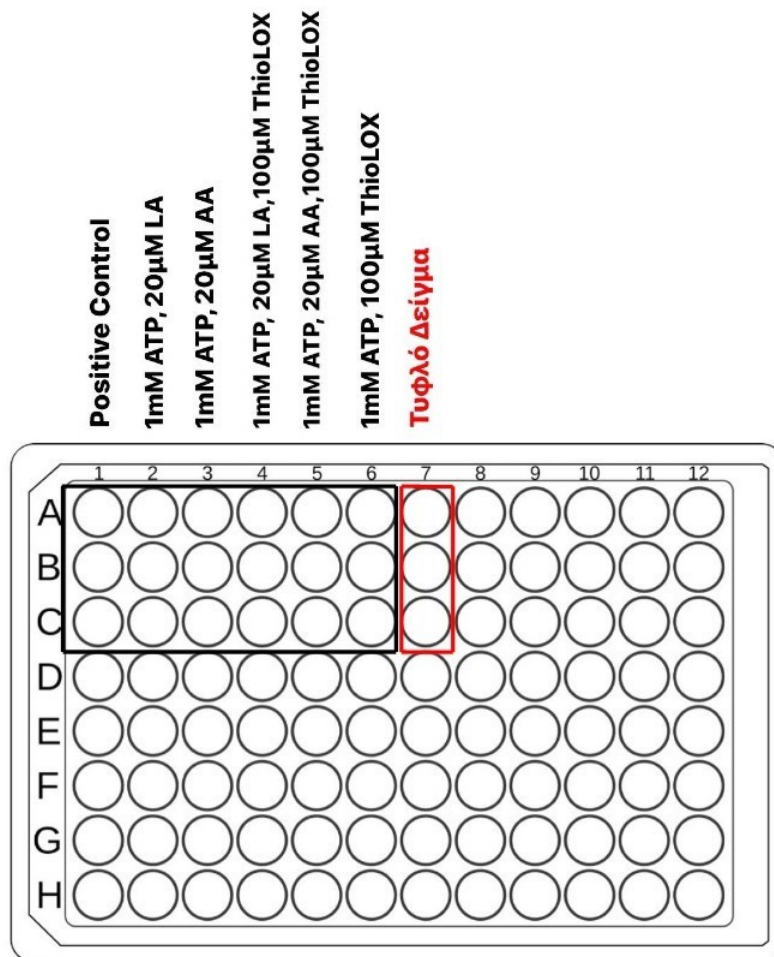 Positive Control
1mM ATP, 20μM LA
1mM ATP, 20μM AA
1mM ATP, 20μM LA,100μM ThioLOX
1mM ATP, 20μM AA,100μM ThioLOX
1mM ATP, 100μM ThioLOX
Τυφλό Δείγμα
1 2 3 4 5 6 7 8 9 10 11 12
A
B
C
D
E
F
G
H